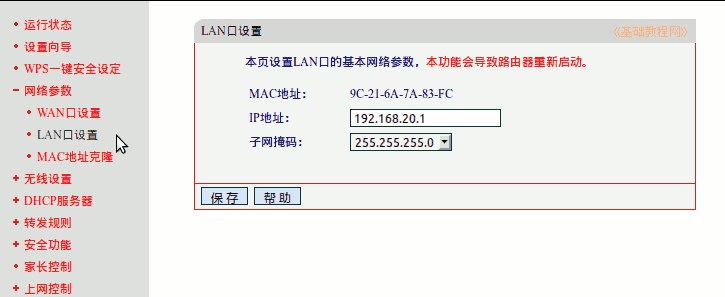 运行状态
设置向导
WPS一键安全设定
网络参数
WAN口设置
LAN口设置
MAC地址克隆
无线设置
DHCP服务器
转发规则
安全功能
家长控制
上网控制
LAN口设置
《基础教程网》
本页设置LAN口的基本网络参数，本功能会导致路由器重新启动。
MAC地址： 9C-21-6A-7A-83-FC
IP地址： 192.168.20.1
子网掩码： 255.255.255.0
保存 帮助